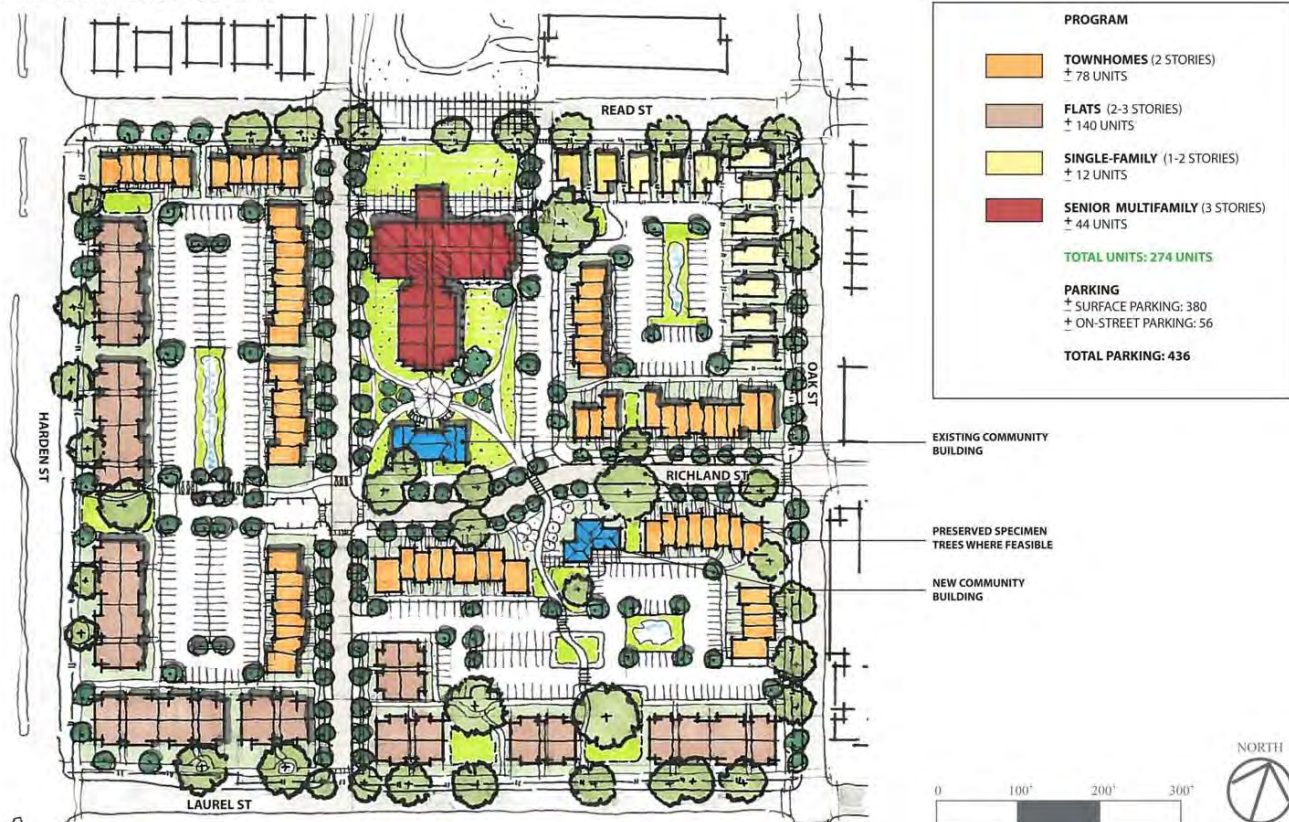 PROGRAM
TOWNHOMES (2 STORIES)
± 78 UNITS
FLATS (2-3 STORIES)
± 140 UNITS
SINGLE-FAMILY (1-2 STORIES)
± 12 UNITS
SENIOR MULTIFAMILY (3 STORIES)
± 44 UNITS
TOTAL UNITS: 274 UNITS
PARKING
± SURFACE PARKING: 380
+ ON-STREET PARKING: 56
TOTAL PARKING: 436
READ ST
HARDEN ST
OAK ST
RICHLAND ST
LAUREL ST
EXISTING COMMUNITY
BUILDING
PRESERVED SPECIMEN
TREES WHERE FEASIBLE
NEW COMMUNITY
BUILDING
NORTH
0 100' 200' 300'